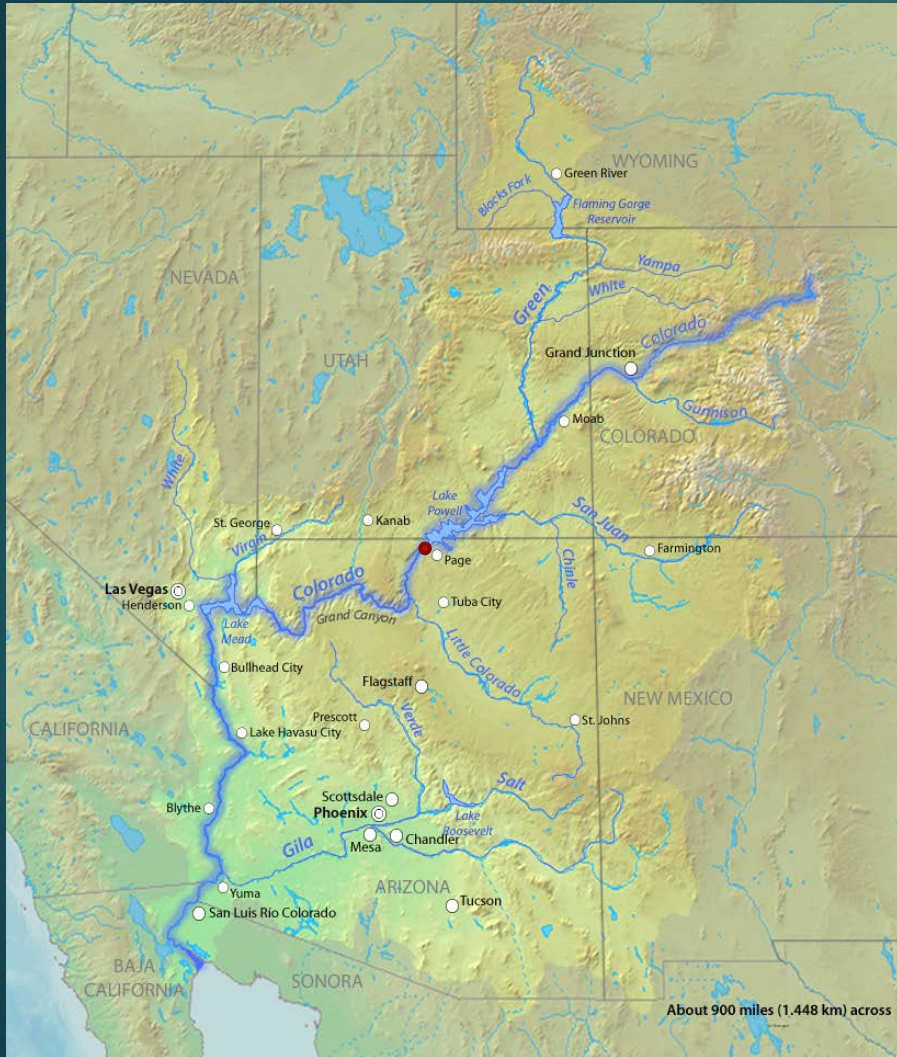 WYOMING
Green River
Blacks Fork
Flaming Gorge
Reservoir
NEVADA
Yampa
White
Green
Colorado
UTAH
Grand Junction
Gunnison
Moab
COLORADO
White
Lake
Powell
San Juan
St. George
Kanab
Virgin
Farmington
Page
Chinle
Las Vegas
Henderson
Colorado
Tuba City
Grand Canyon
Lake
Mead
Little Colorado
Bullhead City
Flagstaff
NEW MEXICO
Prescott
Verde
St. Johns
CALIFORNIA
Lake Havasu City
Salt
Scottsdale
Blythe
Phoenix
Lake
Roosevelt
Mesa
Chandler
Gila
Yuma
ARIZONA
Tucson
San Luis Río Colorado
BAJA
CALIFORNIA
SONORA
About 900 miles (1.448 km) across